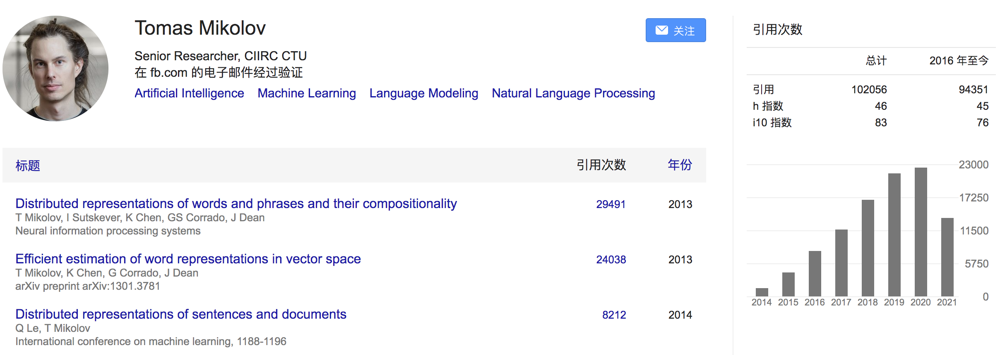 Tomas Mikolov
关注
Senior Researcher, CIIRC CTU
在 fb.com 的电子邮件经过验证
Artificial Intelligence Machine Learning Language Modeling Natural Language Processing
标题 引用次数 年份
Distributed representations of words and phrases and their compositionality 29491 2013
T Mikolov, I Sutskever, K Chen, GS Corrado, J Dean
Neural information processing systems
Efficient estimation of word representations in vector space 24038 2013
T Mikolov, K Chen, G Corrado, J Dean
arXiv preprint arXiv:1301.3781
Distributed representations of sentences and documents 8212 2014
Q Le, T Mikolov
International conference on machine learning, 1188-1196
引用次数
总计 2016 年至今
引用 102056 94351
h 指数 46 45
i10 指数 83 76
23000
17250
11500
5750
0
2014 2015 2016 2017 2018 2019 2020 2021